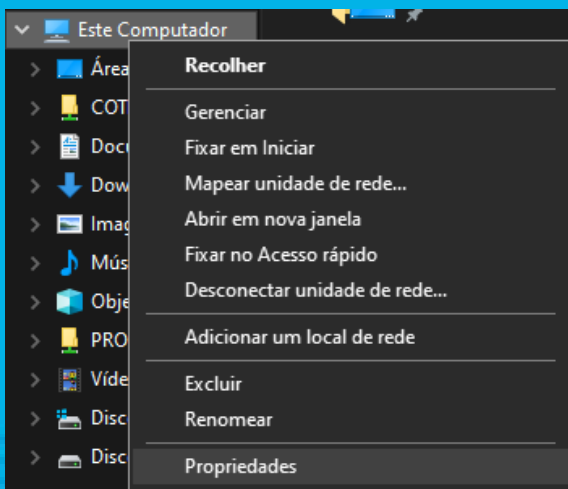 Este Computador
Recolher
Área
Gerenciar
COT
Fixar em Iniciar
Docu
Mapear unidade de rede...
Dow
Abrir em nova janela
Imag
Fixar no Acesso rápido
Mús
Desconectar unidade de rede...
Obje
Adicionar um local de rede
PRO
Excluir
Víde
Renomear
Disc
Propriedades
Disc